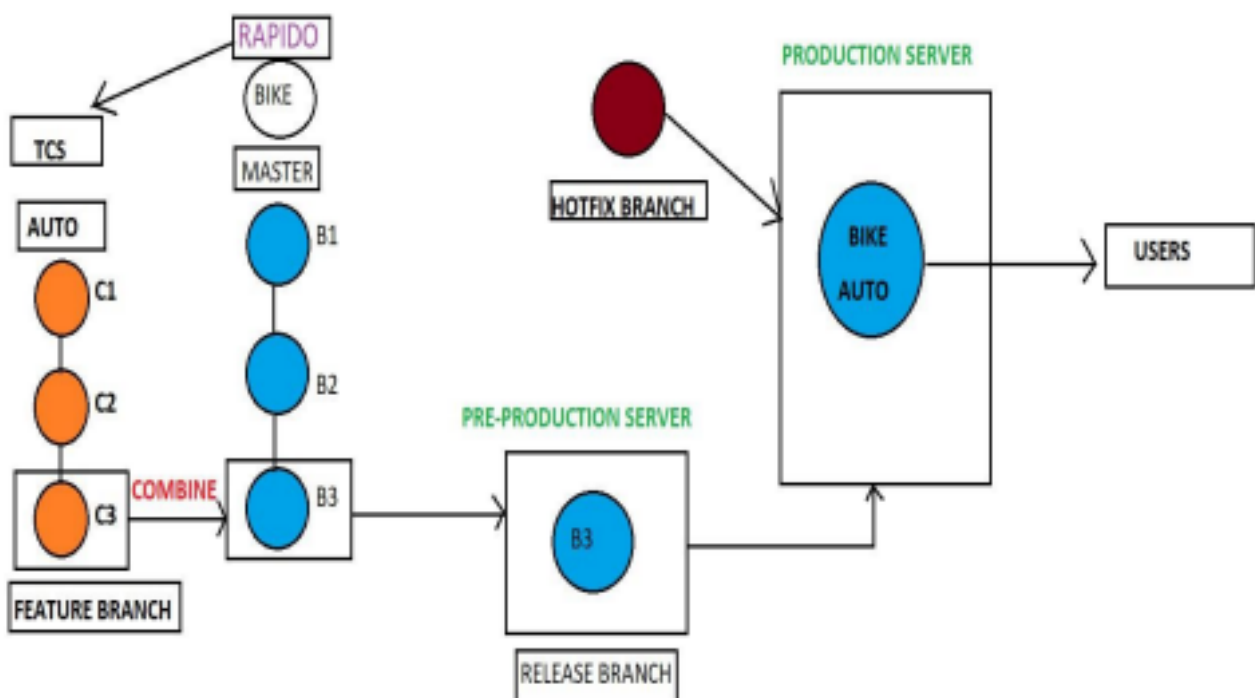 RAPIDO
BIKE
MASTER
TCS
AUTO
C1
C2
C3
FEATURE BRANCH
COMBINE
B1
B2
B3
PRE-PRODUCTION SERVER
B3
RELEASE BRANCH
HOTFIX BRANCH
PRODUCTION SERVER
BIKE
AUTO
USERS